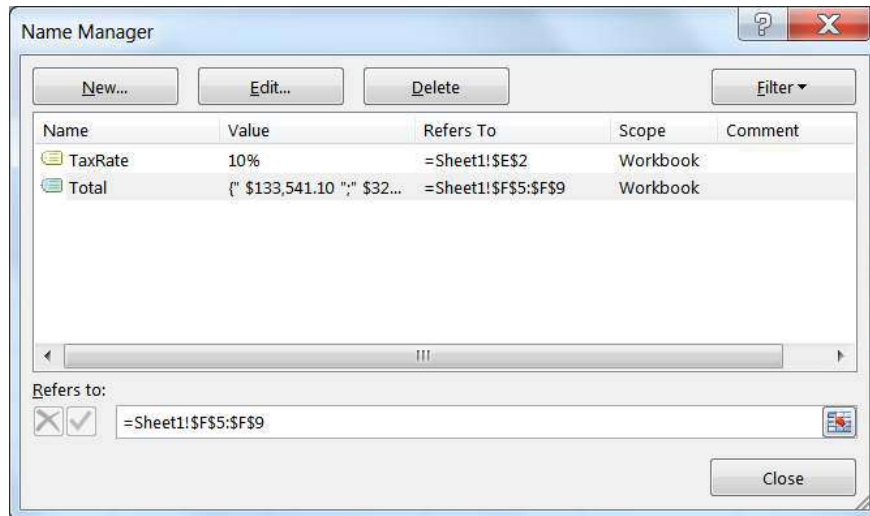 Name Manager
New... Edit... Delete Filter
Name Value Refers To Scope Comment
TaxRate 10% =Sheet1!$E$2 Workbook
Total {" $133,541.10 ";" $32... =Sheet1!$F$5:$F$9 Workbook
Refers to:
=Sheet1!$F$5:$F$9
Close